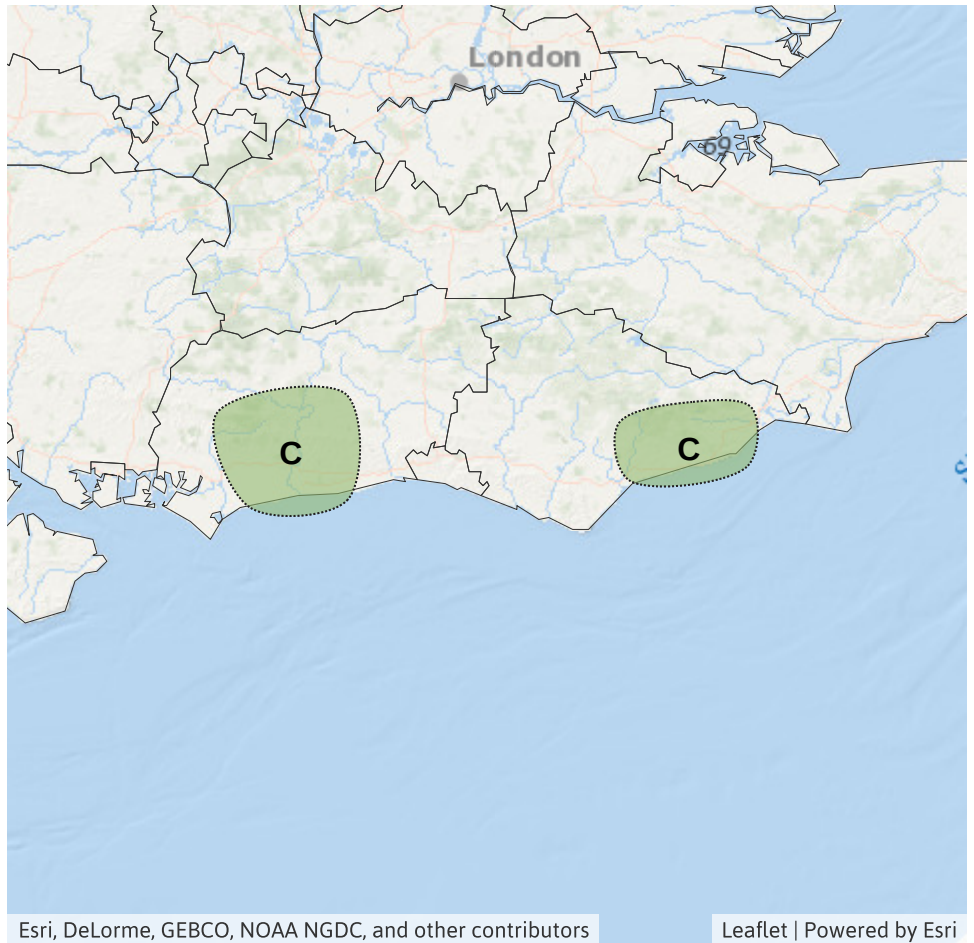 London
69
C
C
Esri, DeLorme, GEBCO, NOAA NGDC, and other contributors
Leaflet | Powered by Esri